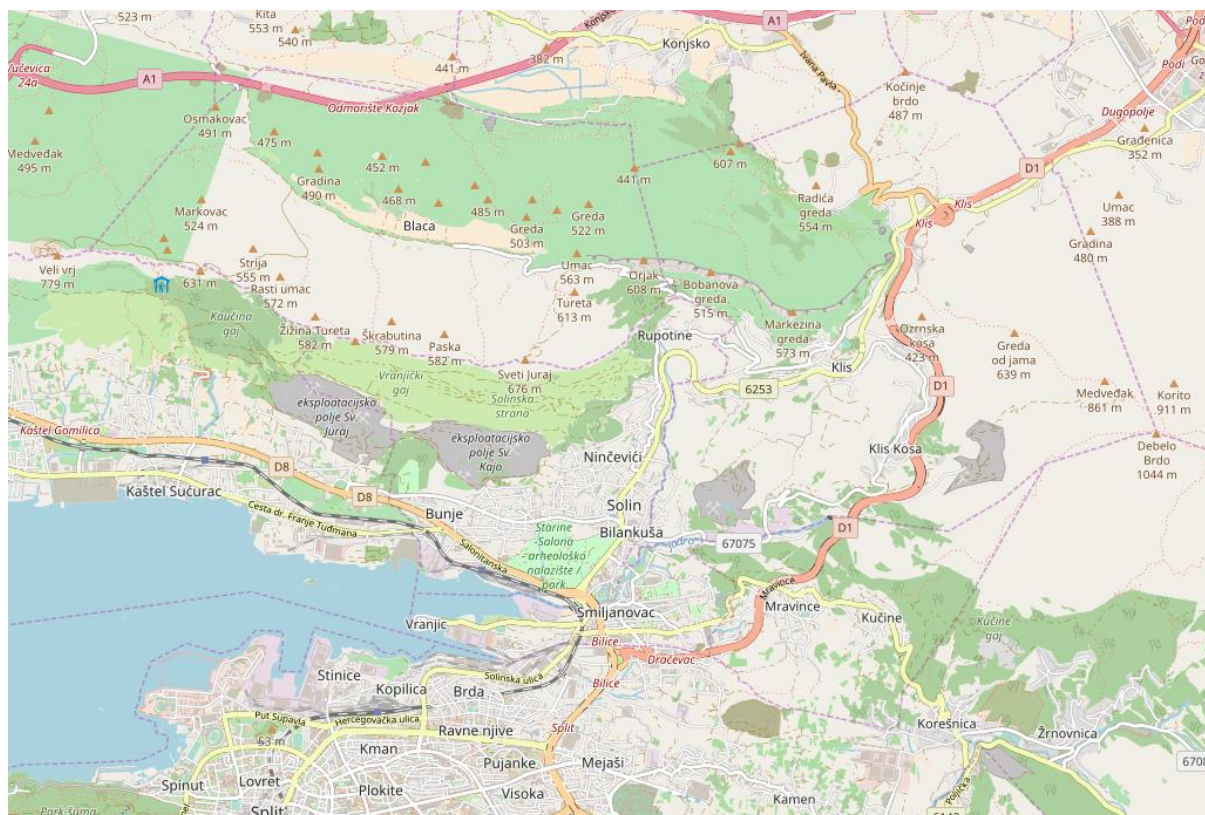 Kita
553 m
540 m
Konjsko
A1
Vučevica
24a
A1
441 m
382 m
Ivana Pavla
Podi
Odmorište Kozjak
Kočinje
brdo
487 m
Dugopolje
Osmakovac
491 m
475 m
Građenica
352 m
Medveđak
495 m
452 m
607 m
D1
Gradina
490 m
441 m
Markovac
524 m
468 m
485 m
Greda
522 m
Radića
greda
554 m
Klis
Umac
388 m
Blaca
Greda
503 m
Klis
Gradina
480 m
Strija
555 m
Umac
563 m
Orjak
608 m
Veli vrj
779 m
631 m
Rasti umac
572 m
Bobanova
greda
515 m
Tureta
613 m
Kaučina
gaj
Žižina Tureta
582 m
Škrabutina
579 m
Paska
582 m
Rupotine
Markezina
greda
573 m
Ozrnska
kosa
423 m
Greda
od jama
639 m
Sveti Juraj
676 m
Klis
Vranjički
gaj
6253
D1
Medveđak
861 m
Korito
911 m
Solinska
strana
eksploatacijsko
polje Sv.
Juraj
Kaštel Gomilica
eksploatacijsko
polje Sv.
Kajo
Debelo
Brdo
1044 m
Ninčevići
Klis Kosa
D8
Kaštel Sućurac
D8
Solin
Cesta dr. Franje Tuđmana
Bunje
Starine
-Salona
- arheološko
nalazište /
park
Bilankuša
D1
Salonitanska
67075
Jadro
Smiljanovac
Mravince
Mravince
Vranjic
Kučine
Kučine
gaj
Bilice
Dračevac
Stinice
Solinska ulica
Bilice
Kopilica
Brda
Put Supavla
Hercegovačka ulica
Split
Korešnica
Žrnovnica
53 m
Ravne njive
Kman
Spinut
Lovret
Pujanke
Mejaši
Plokite
Visoka
Poljička
Kamen
Split
Park-šuma